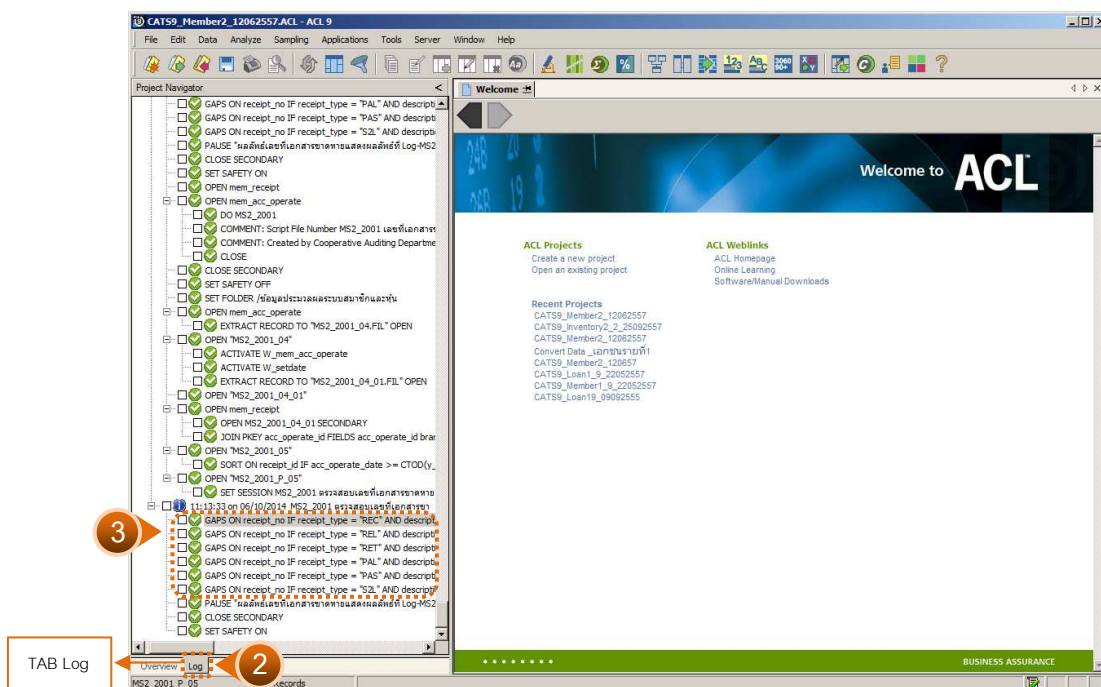 CATS9_Member2_12062557.ACL - ACL 9
File Edit Data Analyze Sampling Applications Tools Server Window Help
Project Navigator
Welcome
GAPS ON receipt_no IF receipt_type = "PAL" AND descripti
GAPS ON receipt_no IF receipt_type = "PAS" AND descripti
GAPS ON receipt_no IF receipt_type = "S2L" AND descripti
PAUSE "ผลลัพธ์เลขที่เอกสารขาดหายแสดงผลลัพธ์ที่ Log-MS2
CLOSE SECONDARY
SET SAFETY ON
OPEN mem_receipt
OPEN mem_acc_operate
DO MS2_2001
COMMENT: Script File Number MS2_2001 เลขที่เอกสารข
COMMENT: Created by Cooperative Auditing Departme
CLOSE
CLOSE SECONDARY
SET SAFETY OFF
SET FOLDER /ข้อมูลประมวลผลระบบสมาชิกและหุ้น
OPEN mem_acc_operate
EXTRACT RECORD TO "MS2_2001_04.FIL" OPEN
OPEN "MS2_2001_04"
ACTIVATE W_mem_acc_operate
ACTIVATE W_setdate
EXTRACT RECORD TO "MS2_2001_04_01.FIL" OPEN
OPEN "MS2_2001_04_01"
OPEN mem_receipt
OPEN MS2_2001_04_01 SECONDARY
JOIN PKEY acc_operate_id FIELDS acc_operate_id brar
OPEN "MS2_2001_05"
SORT ON receipt_id IF acc_operate_date >= CTOD(y_
OPEN "MS2_2001_P_05"
SET SESSION MS2_2001 ตรวจสอบเลขที่เอกสารขาดหาย
11:13:33 on 06/10/2014 MS2_2001 ตรวจสอบเลขที่เอกสารขา
GAPS ON receipt_no IF receipt_type = "REC" AND descript
GAPS ON receipt_no IF receipt_type = "REL" AND descripti
GAPS ON receipt_no IF receipt_type = "RET" AND descripti
GAPS ON receipt_no IF receipt_type = "PAL" AND descripti
GAPS ON receipt_no IF receipt_type = "PAS" AND descripti
GAPS ON receipt_no IF receipt_type = "S2L" AND descripti
PAUSE "ผลลัพธ์เลขที่เอกสารขาดหายแสดงผลลัพธ์ที่ Log-MS2
CLOSE SECONDARY
SET SAFETY ON
3
Overview Log
2
TAB Log
MS2_2001_P_05
Records
Welcome to ACL
ACL Projects
Create a new project
Open an existing project
Recent Projects
CATS9_Member2_12062557
CATS9_Inventory2_2_25092557
CATS9_Member2_12062557
Convert Data _เอกชนรายที่1
CATS9_Member2_120657
CATS9_Loan1_9_22052557
CATS9_Member1_9_22052557
CATS9_Loan19_09092555
ACL Weblinks
ACL Homepage
Online Learning
Software/Manual Downloads
BUSINESS ASSURANCE